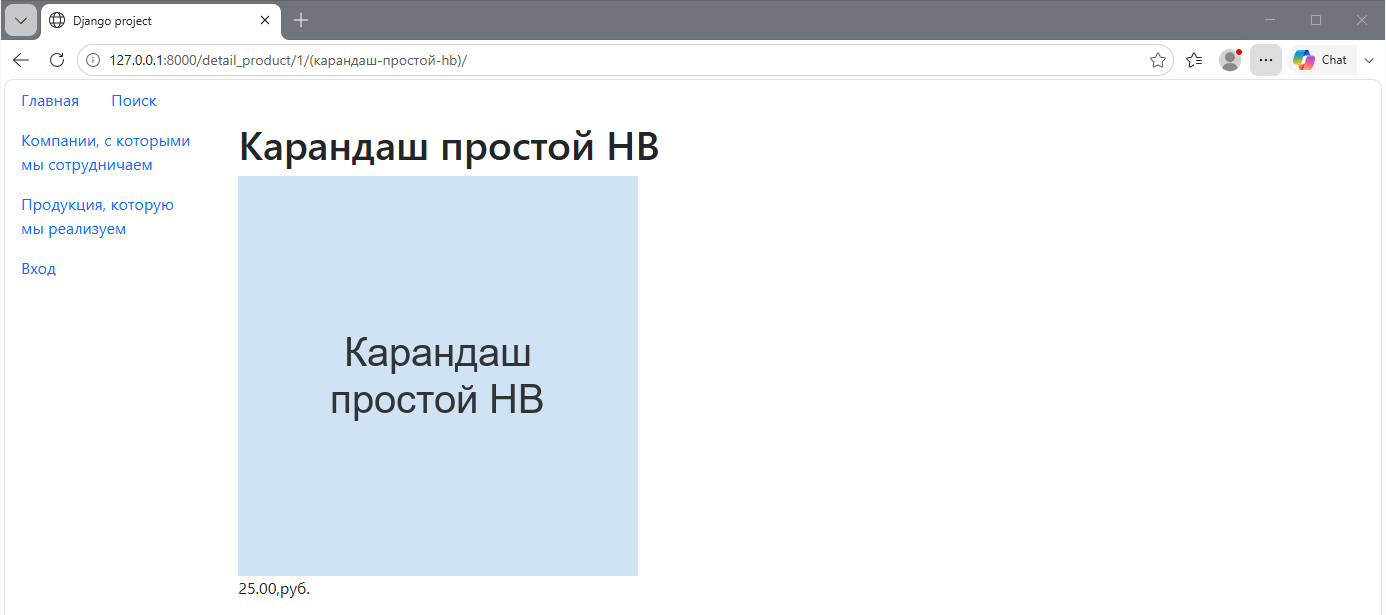 Django project
127.0.0.1:8000/detail_product/1/(карандаш-простой-hb)/
Chat
Главная Поиск
Компании, с которыми
мы сотрудничаем
Продукция, которую
мы реализуем
Вход
Карандаш простой HB
Карандаш
простой HB
25.00,руб.